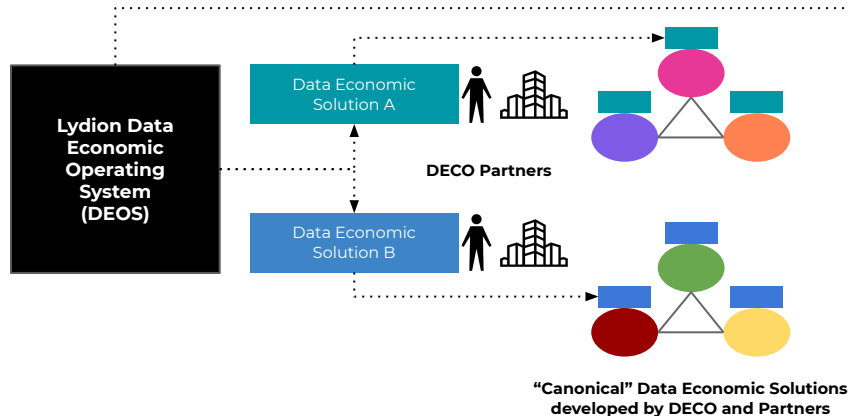 Lydion Data
Economic
Operating
System
(DEOS)
Data Economic
Solution A
DECO Partners
Data Economic
Solution B
“Canonical” Data Economic Solutions
developed by DECO and Partners